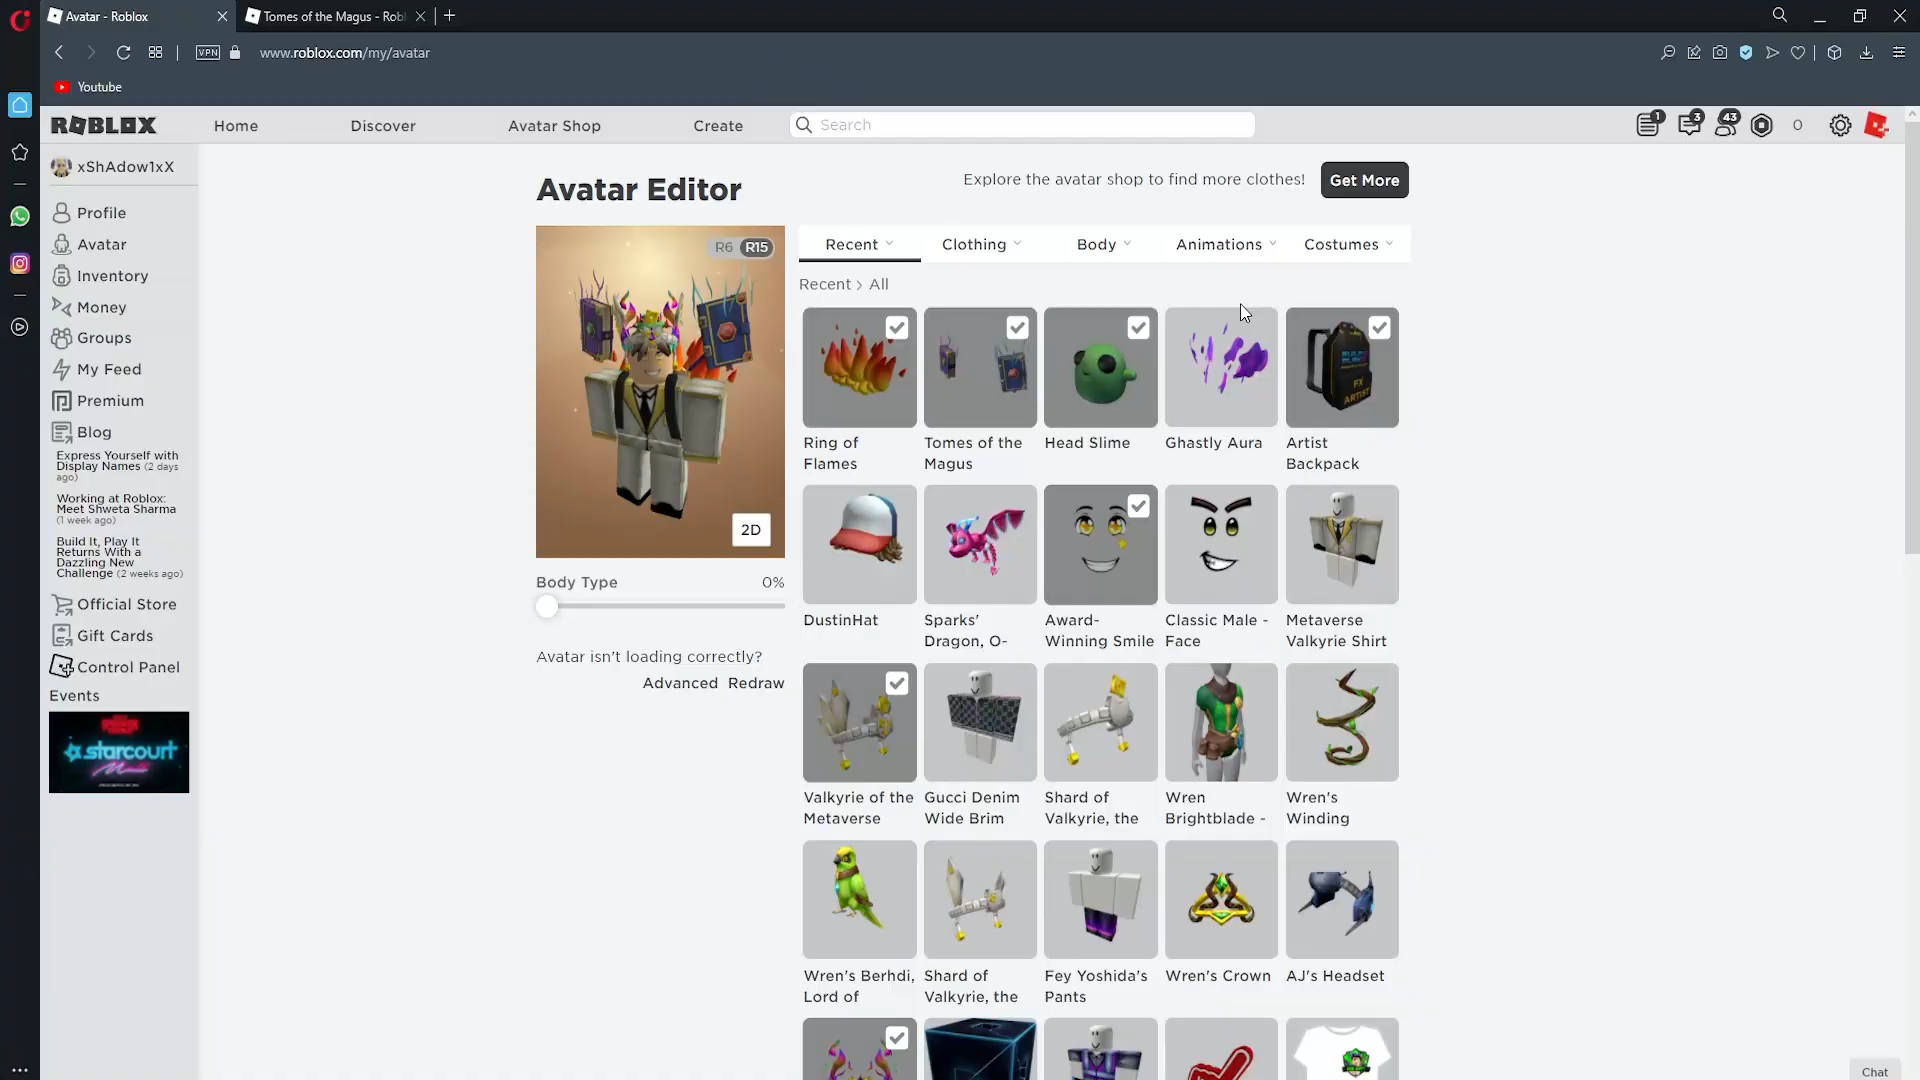 Avatar - Roblox
Tomes of the Magus - Robl
VPN
www.roblox.com/my/avatar
Youtube
ROBLOX
Home
Discover
Avatar Shop
Create
Search
1
3
43
0
xShAdow1xX
Profile
Avatar
Inventory
Money
Groups
My Feed
Premium
Blog
Express Yourself with
Display Names (2 days
ago)
Working at Roblox:
Meet Shweta Sharma
(1 week ago)
Build It, Play It
Returns With a
Dazzling New
Challenge (2 weeks ago)
Official Store
Gift Cards
Control Panel
Events
starcourt
Mall
Avatar Editor
Explore the avatar shop to find more clothes!
Get More
R6 R15
2D
Body Type 0%
Avatar isn't loading correctly?
Advanced Redraw
Recent
Clothing
Body
Animations
Costumes
Recent > All
Ring of
Flames
Tomes of the
Magus
Head Slime
Ghastly Aura
FX
ARTIST
Artist
Backpack
DustinHat
Sparks'
Dragon, O-
Award-
Winning Smile
Classic Male -
Face
Metaverse
Valkyrie Shirt
Valkyrie of the
Metaverse
Gucci Denim
Wide Brim
Shard of
Valkyrie, the
Wren
Brightblade -
Wren's
Winding
Wren's Berhdi,
Lord of
Shard of
Valkyrie, the
Fey Yoshida's
Pants
Wren's Crown
AJ's Headset
Chat